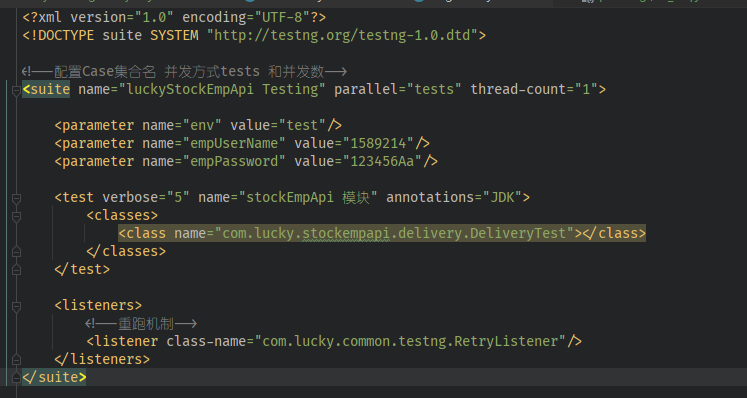 <?xml version="1.0" encoding="UTF-8"?>
<!DOCTYPE suite SYSTEM "http://testng.org/testng-1.0.dtd">
<!--配置Case集合名 并发方式tests 和并发数-->
<suite name="luckyStockEmpApi Testing" parallel="tests" thread-count="1">
<parameter name="env" value="test"/>
<parameter name="empUserName" value="1589214"/>
<parameter name="empPassword" value="123456Aa"/>
<test verbose="5" name="stockEmpApi 模块" annotations="JDK">
<classes>
<class name="com.lucky.stockempapi.delivery.DeliveryTest"></class>
</classes>
</test>
<listeners>
<!--重跑机制-->
<listener class-name="com.lucky.common.testng.RetryListener"/>
</listeners>
</suite>